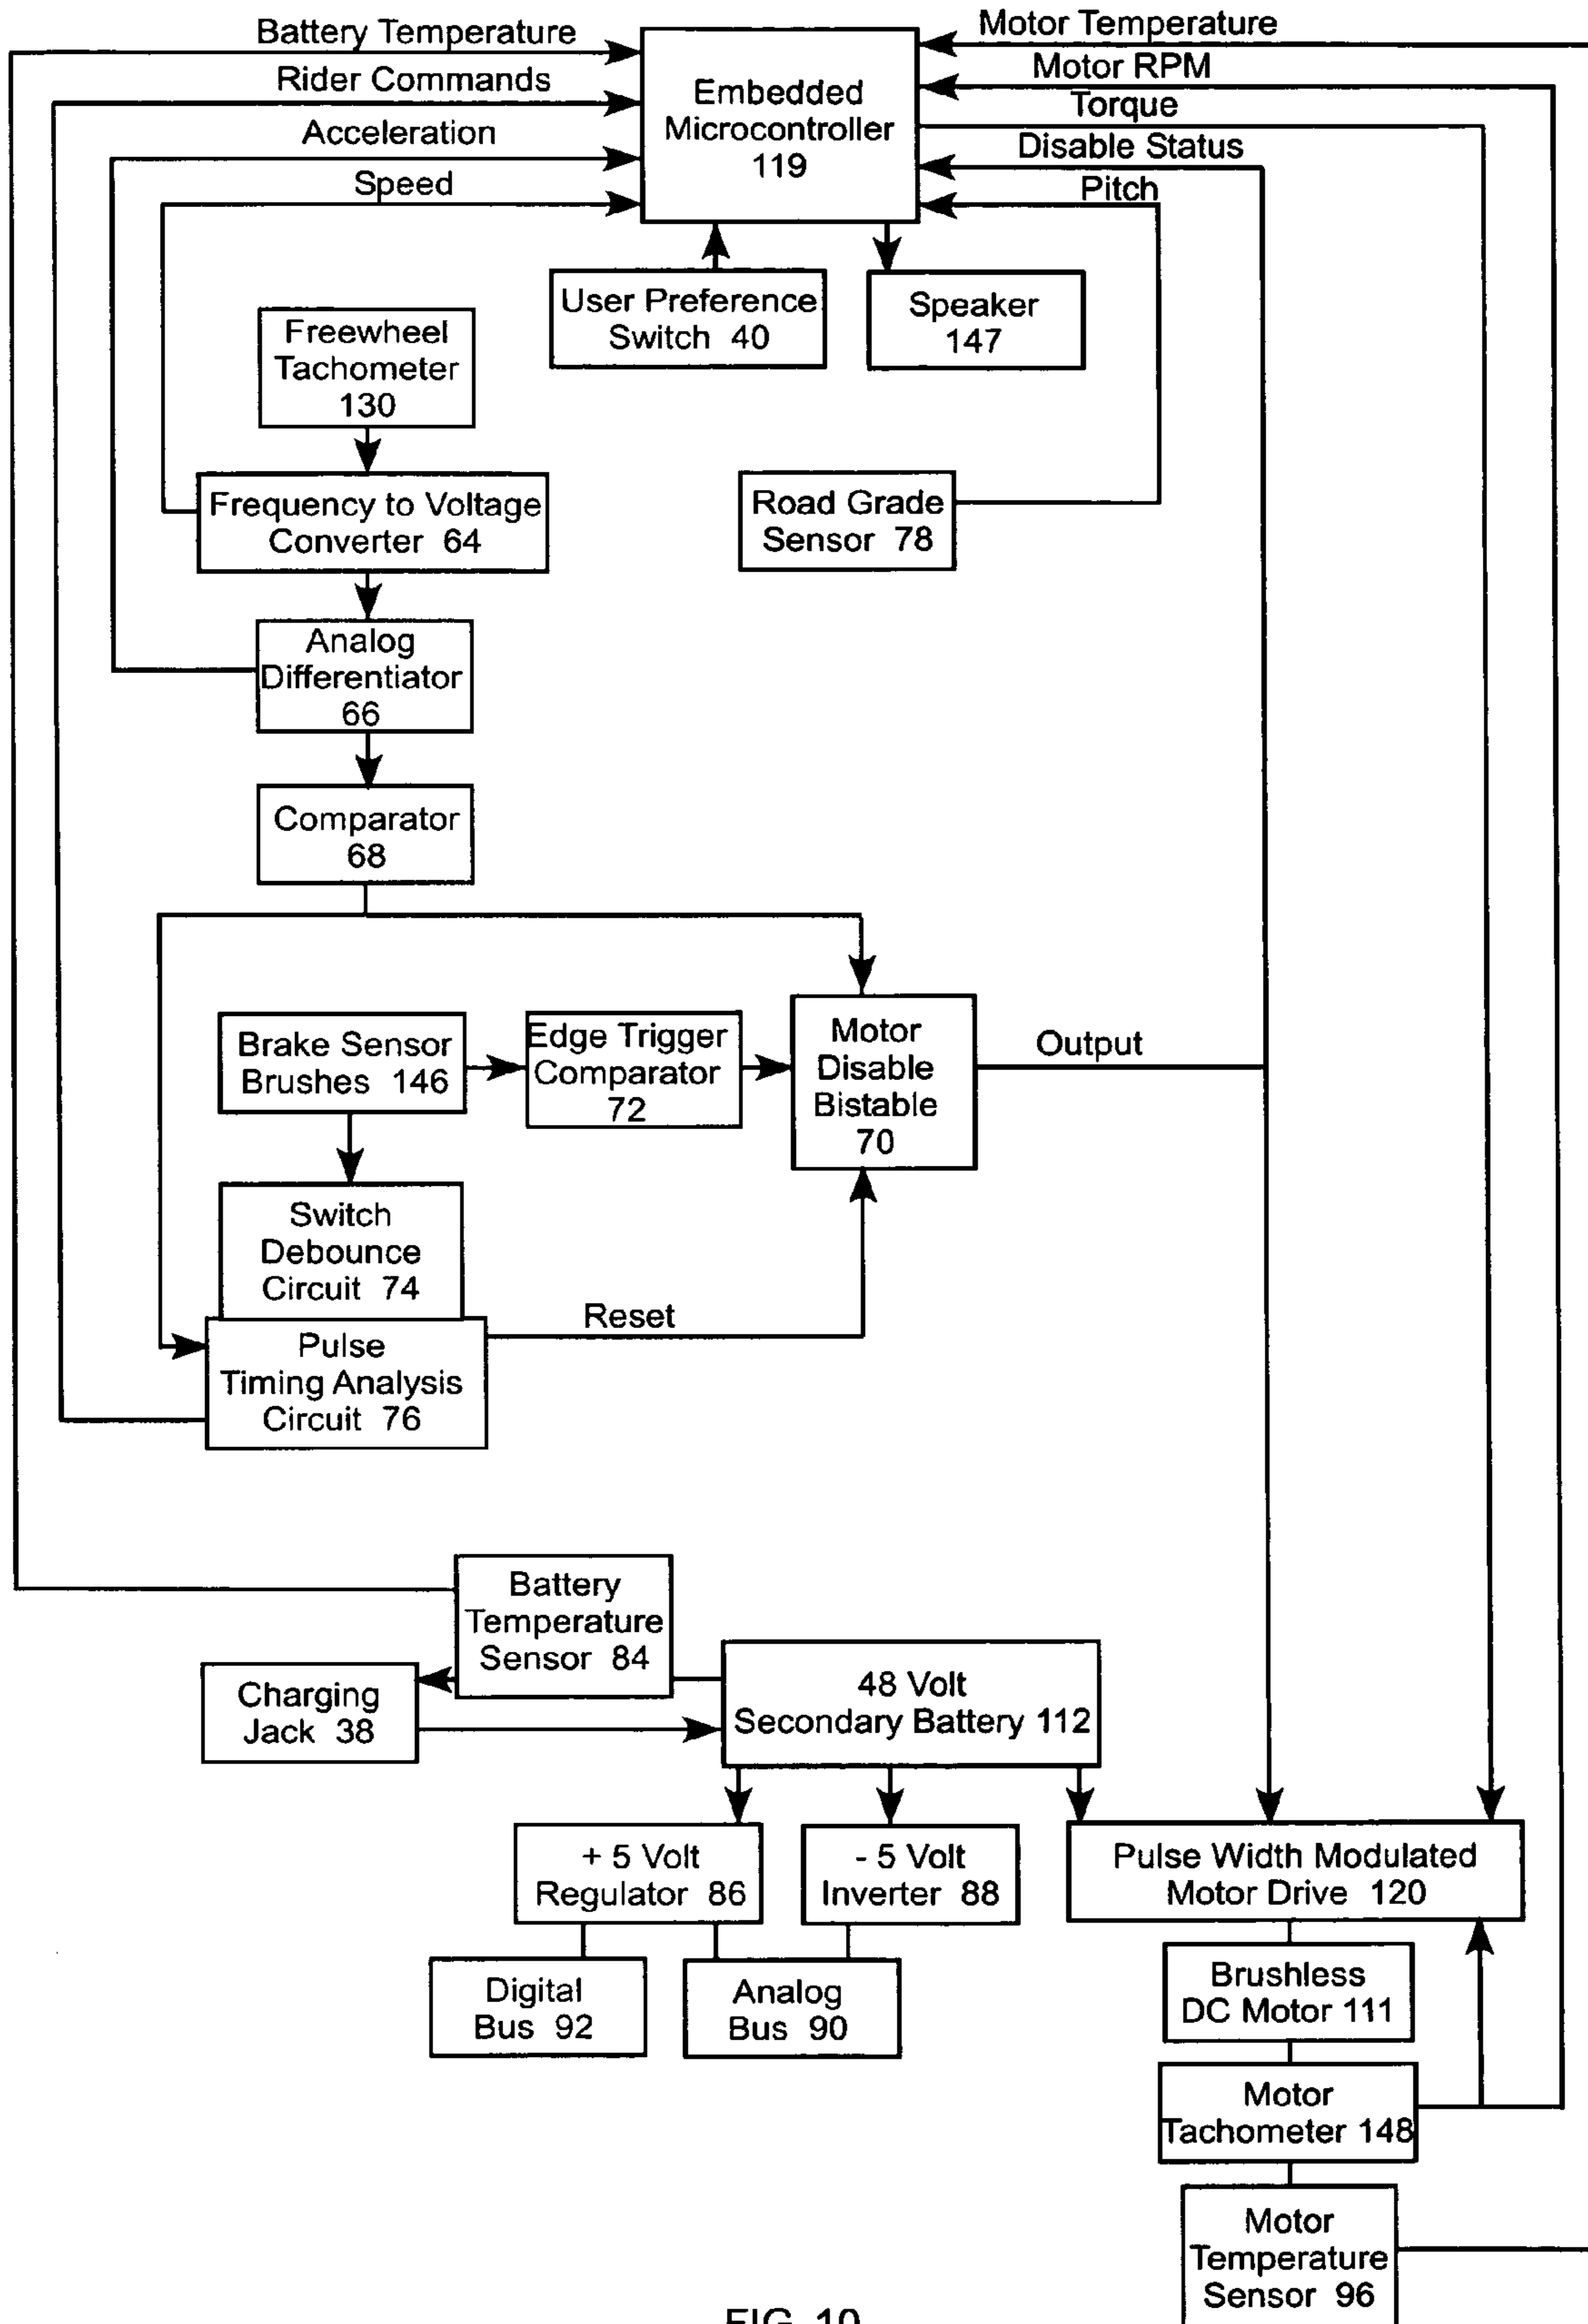 Battery Temperature
Rider Commands
Acceleration
Speed
Embedded
Microcontroller
119
Motor Temperature
Motor RPM
Torque
Disable Status
Pitch
User Preference
Switch 40
Speaker
147
Freewheel
Tachometer
130
Frequency to Voltage
Converter 64
Road Grade
Sensor 78
Analog
Differentiator
66
Comparator
68
Brake Sensor
Brushes 146
Edge Trigger
Comparator
72
Motor
Disable
Bistable
70
Output
Switch
Debounce
Circuit 74
Reset
Pulse
Timing Analysis
Circuit 76
Battery
Temperature
Sensor 84
Charging
Jack 38
48 Volt
Secondary Battery 112
+ 5 Volt
Regulator 86
- 5 Volt
Inverter 88
Pulse Width Modulated
Motor Drive 120
Digital
Bus 92
Analog
Bus 90
Brushless
DC Motor 111
Motor
Tachometer 148
Motor
Temperature
Sensor 96
FIG. 10